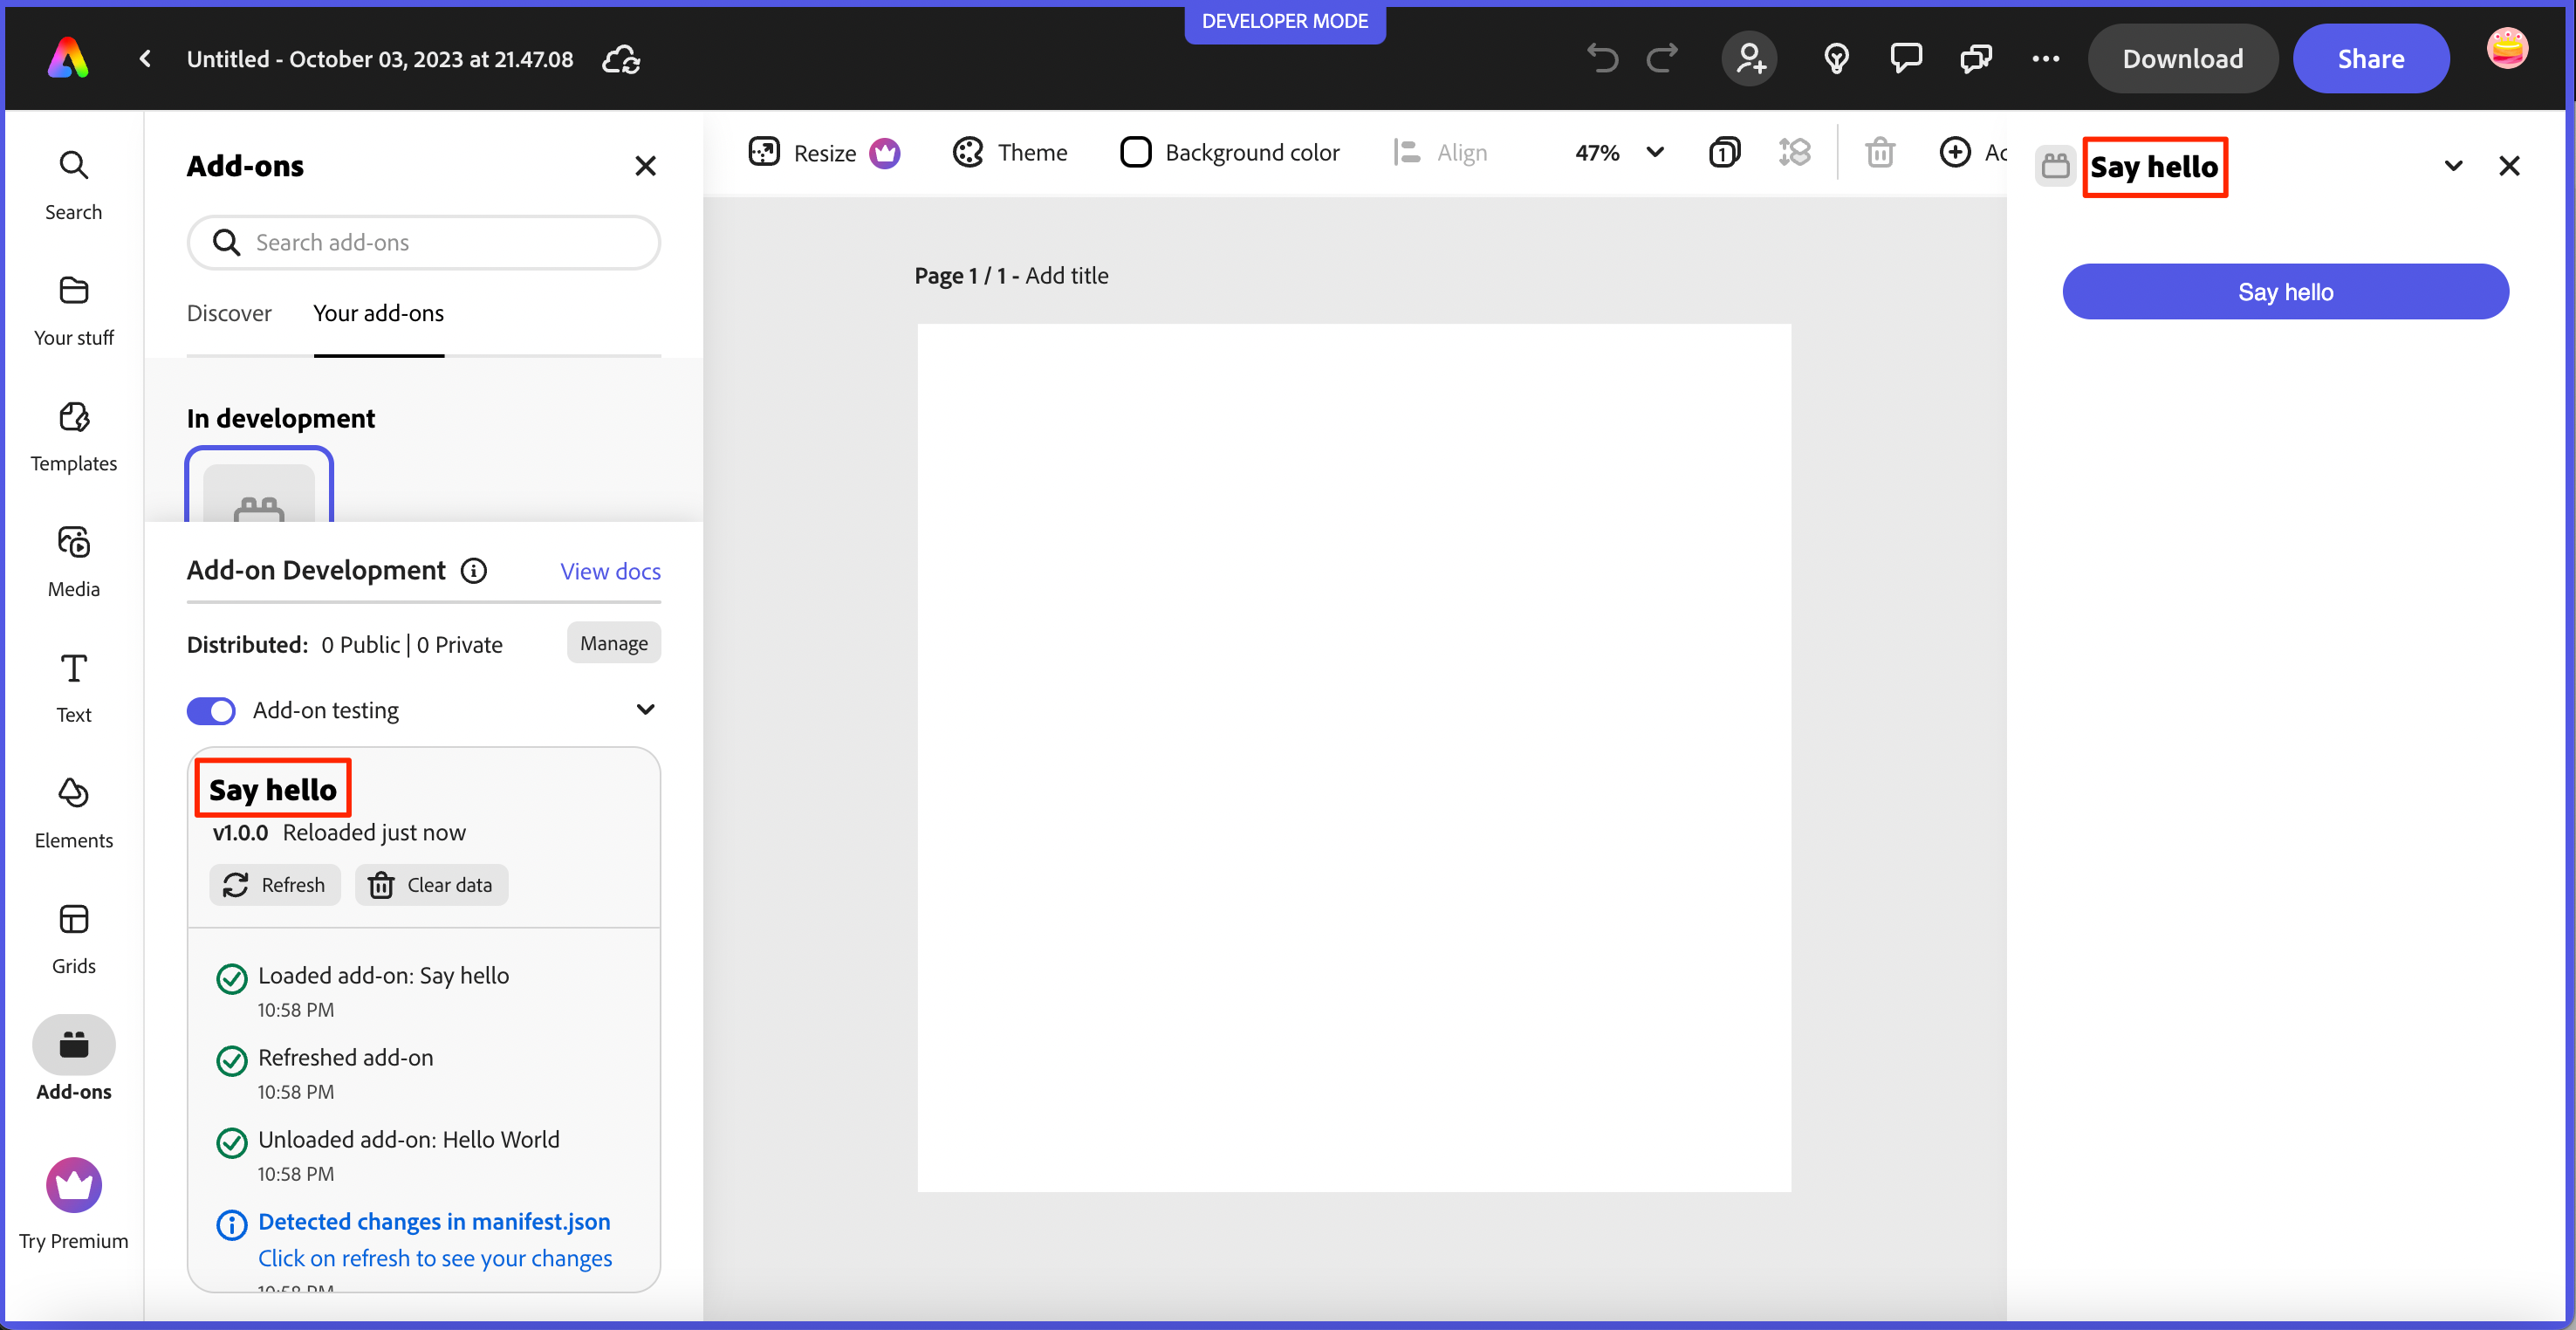 DEVELOPER MODE
Untitled - October 03, 2023 at 21.47.08
Download
Share
Search
Your stuff
Templates
Media
Text
Elements
Grids
Add-ons
Try Premium
Add-ons
Search add-ons
Discover
Your add-ons
In development
Add-on Development
View docs
Distributed: 0 Public | 0 Private
Manage
Add-on testing
Say hello
v1.0.0 Reloaded just now
Refresh
Clear data
Loaded add-on: Say hello
10:58 PM
Refreshed add-on
10:58 PM
Unloaded add-on: Hello World
10:58 PM
Detected changes in manifest.json
Click on refresh to see your changes
10:58 PM
Resize
Theme
Background color
Align
47%
1
Page 1 / 1 - Add title
Say hello
Say hello